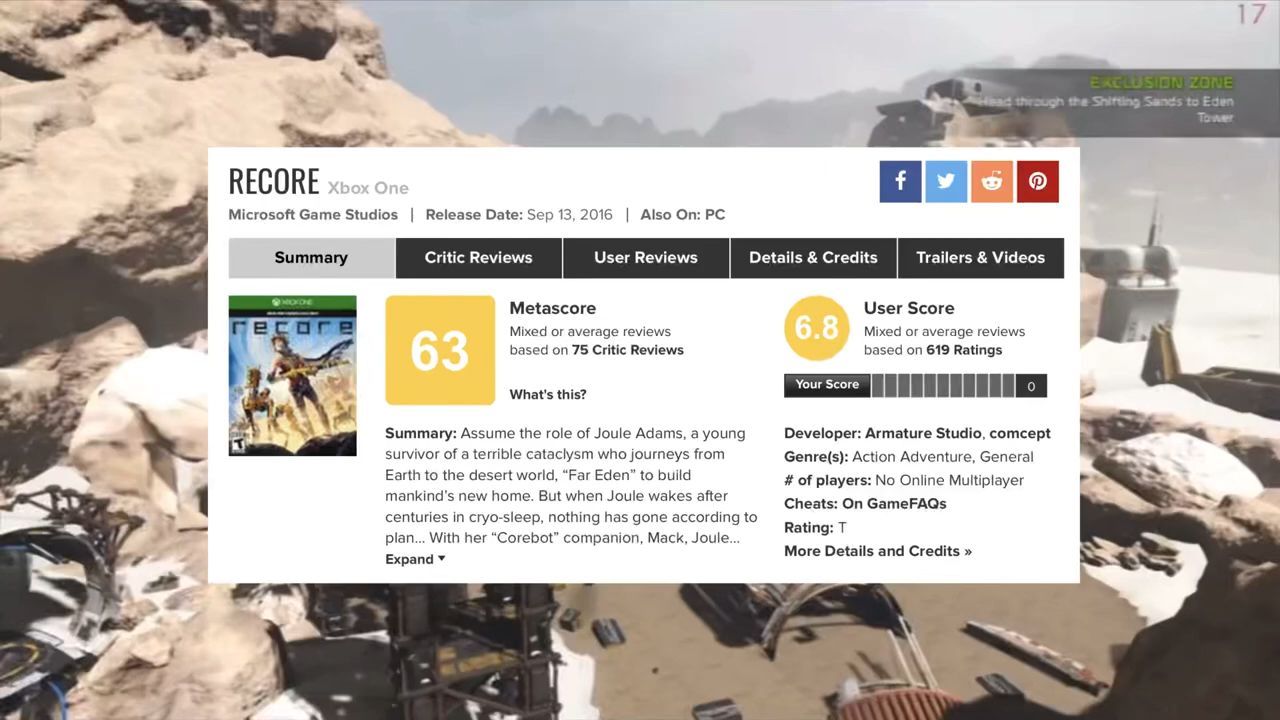 17
EXCLUSION ZONE
Head through the Shifting Sands to Eden
Tower
RECORE Xbox One
Microsoft Game Studios | Release Date: Sep 13, 2016 | Also On: PC
Summary
Critic Reviews
User Reviews
Details & Credits
Trailers & Videos
XBOX ONE
recore
T
63
Metascore
Mixed or average reviews
based on 75 Critic Reviews
What's this?
Summary: Assume the role of Joule Adams, a young
survivor of a terrible cataclysm who journeys from
Earth to the desert world, “Far Eden” to build
mankind's new home. But when Joule wakes after
centuries in cryo-sleep, nothing has gone according to
plan... With her “Corebot” companion, Mack, Joule...
Expand
6.8
User Score
Mixed or average reviews
based on 619 Ratings
Your Score
0
Developer: Armature Studio, comcept
Genre(s): Action Adventure, General
# of players: No Online Multiplayer
Cheats: On GameFAQs
Rating: T
More Details and Credits »